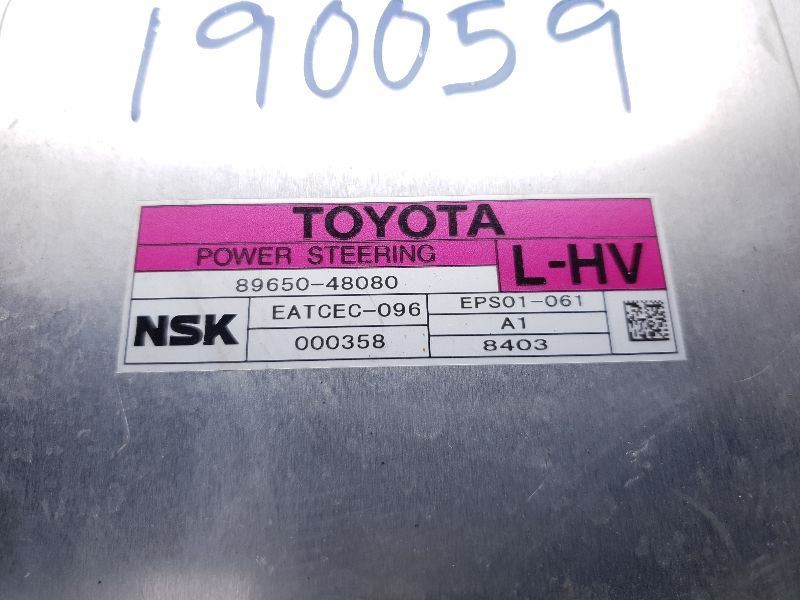 190059
TOYOTA
POWER STEERING
L-HV
89650-48080
NSK
EATCEC-096
EPS01-061
A1
000358
8403